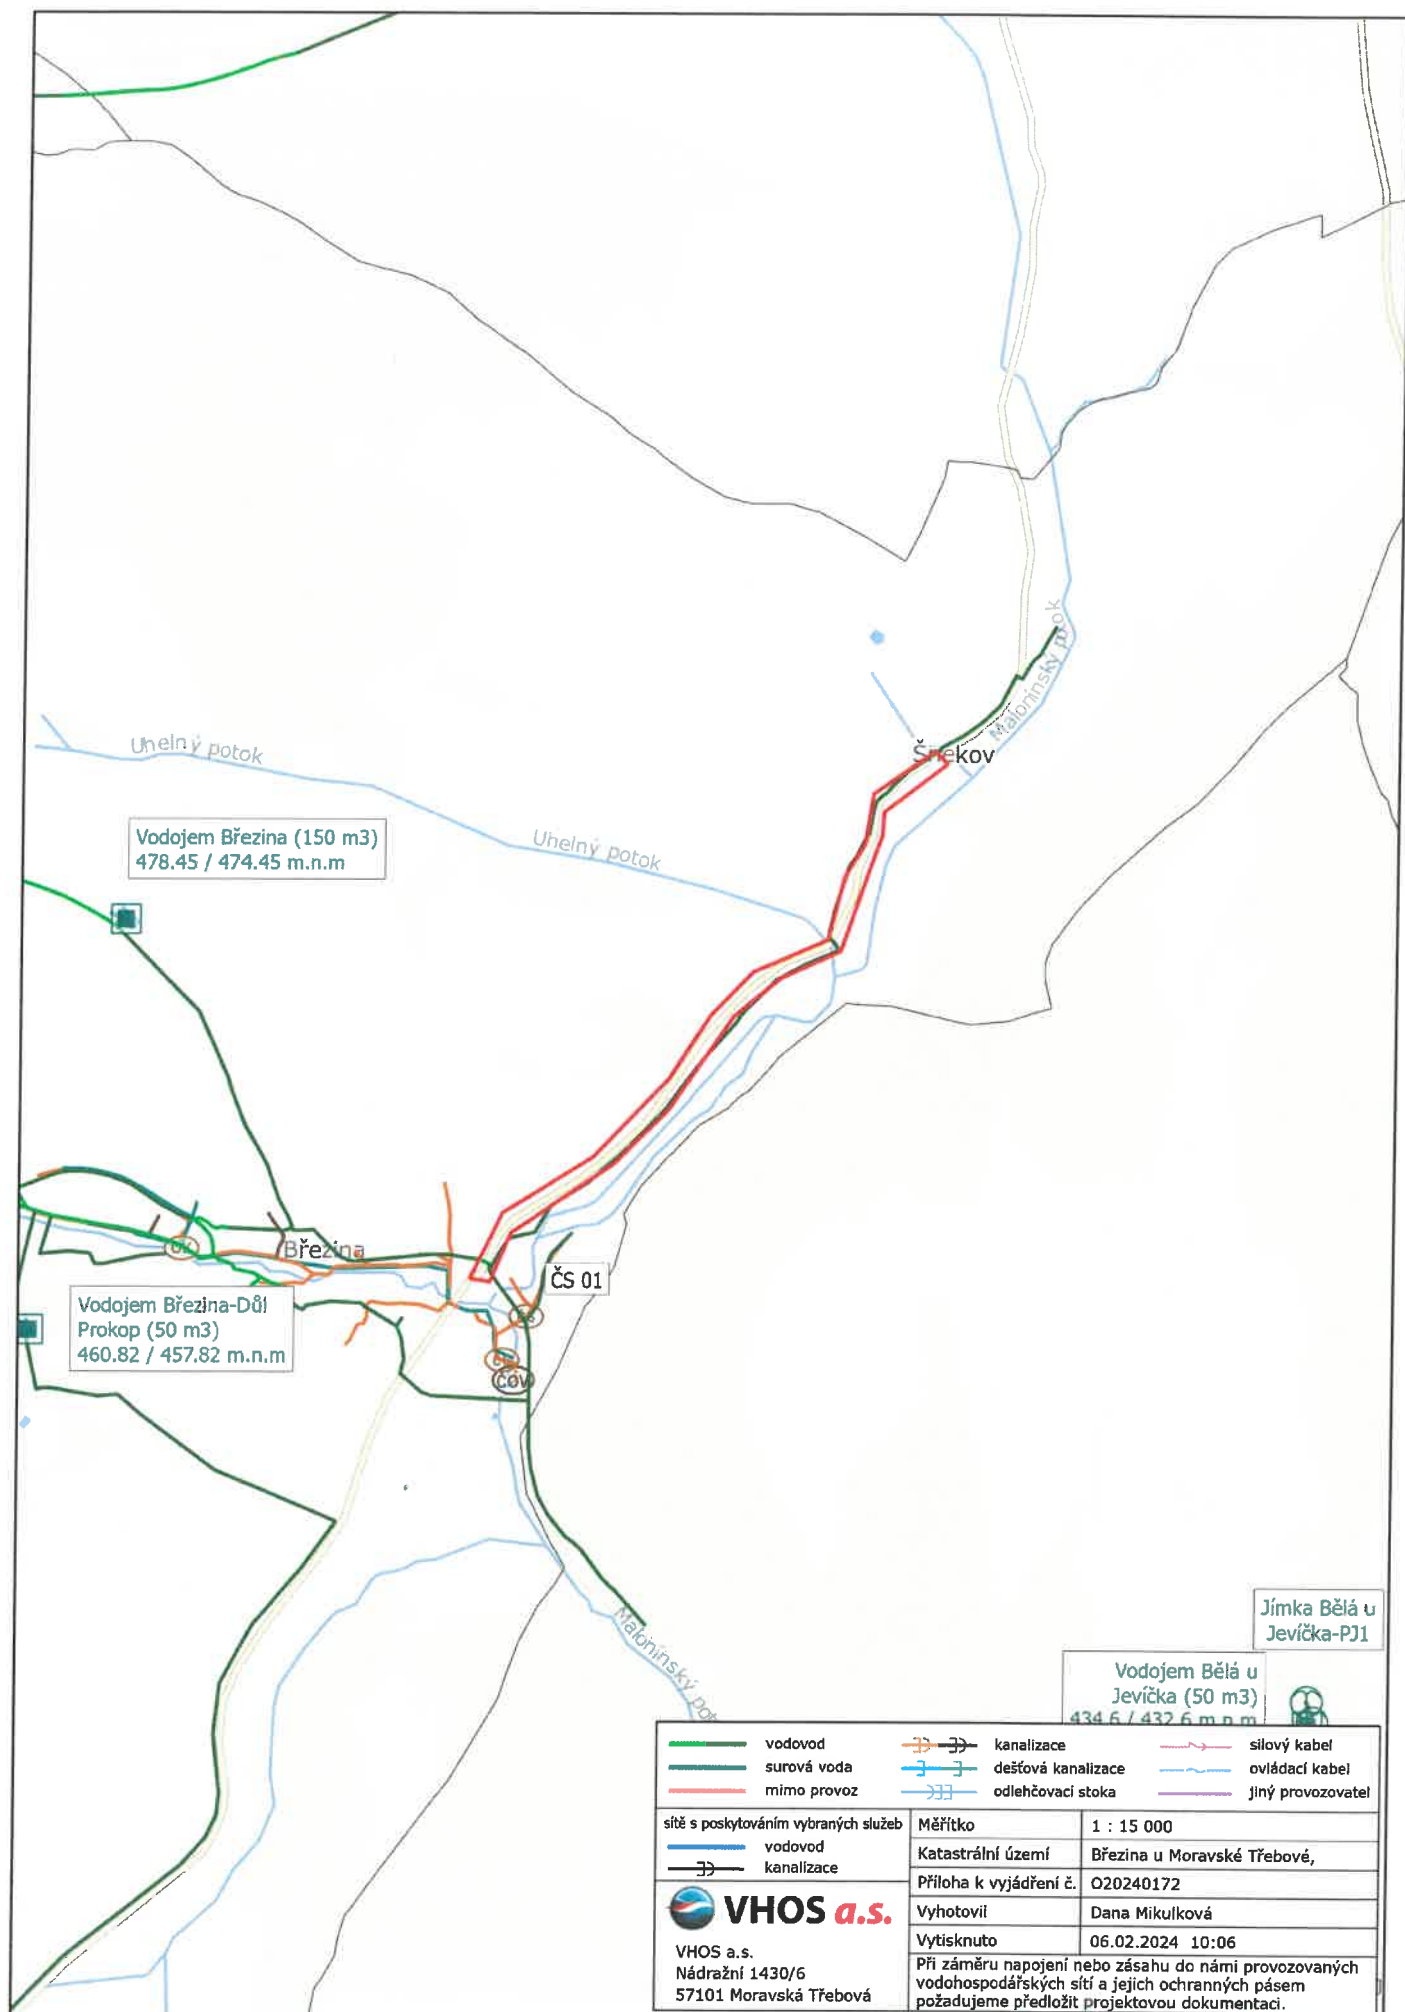 Malonínský potok
Šnekov
Uhelný potok
Uhelný potok
Vodojem Březina (150 m3)
478.45 / 474.45 m.n.m
Březina
OK
ČS 01
Vodojem Březina-Důl
Prokop (50 m3)
460.82 / 457.82 m.n.m
ČOV
Malonínský
Jímka Bělá u
Jevíčka-PJ1
Vodojem Bělá u
Jevíčka (50 m3)
434.6 / 432.6 m.n.m
vodovod
surová voda
mimo provoz
kanalizace
dešťová kanalizace
odlehčovací stoka
silový kabel
ovládací kabel
jiný provozovatel
sítě s poskytováním vybraných služeb
vodovod
kanalizace
VHOS a.s.
VHOS a.s.
Nádražní 1430/6
57101 Moravská Třebová
Měřítko 1 : 15 000
Katastrální území Březina u Moravské Třebové,
Příloha k vyjádření č. O20240172
Vyhotovil Dana Mikulková
Vytisknuto 06.02.2024 10:06
Při záměru napojení nebo zásahu do námi provozovaných
vodohospodářských sítí a jejich ochranných pásem
požadujeme předložit projektovou dokumentaci.